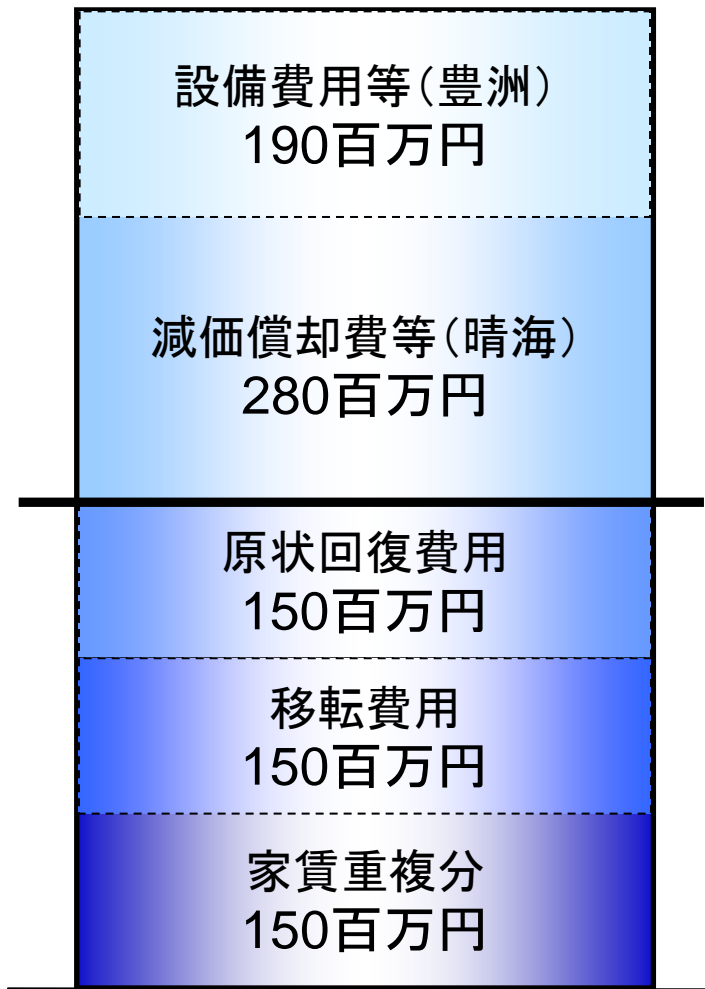 設備費用等（豊洲）
190百万円
減価償却費等（晴海）
280百万円
原状回復費用
150百万円
移転費用
150百万円
家賃重複分
150百万円